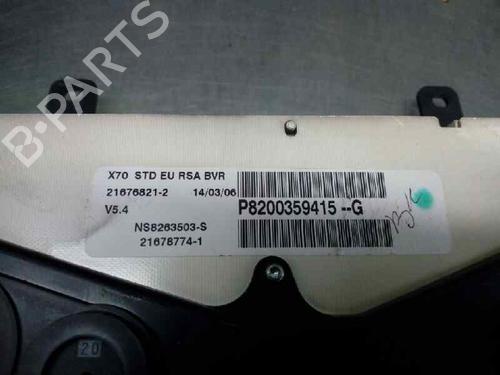 B-PARTS
X70 STD EU RSA BVR
21676821-2 14/03/06
V5.4
P8200359415--G
NS8263503-S
21678774-1
20